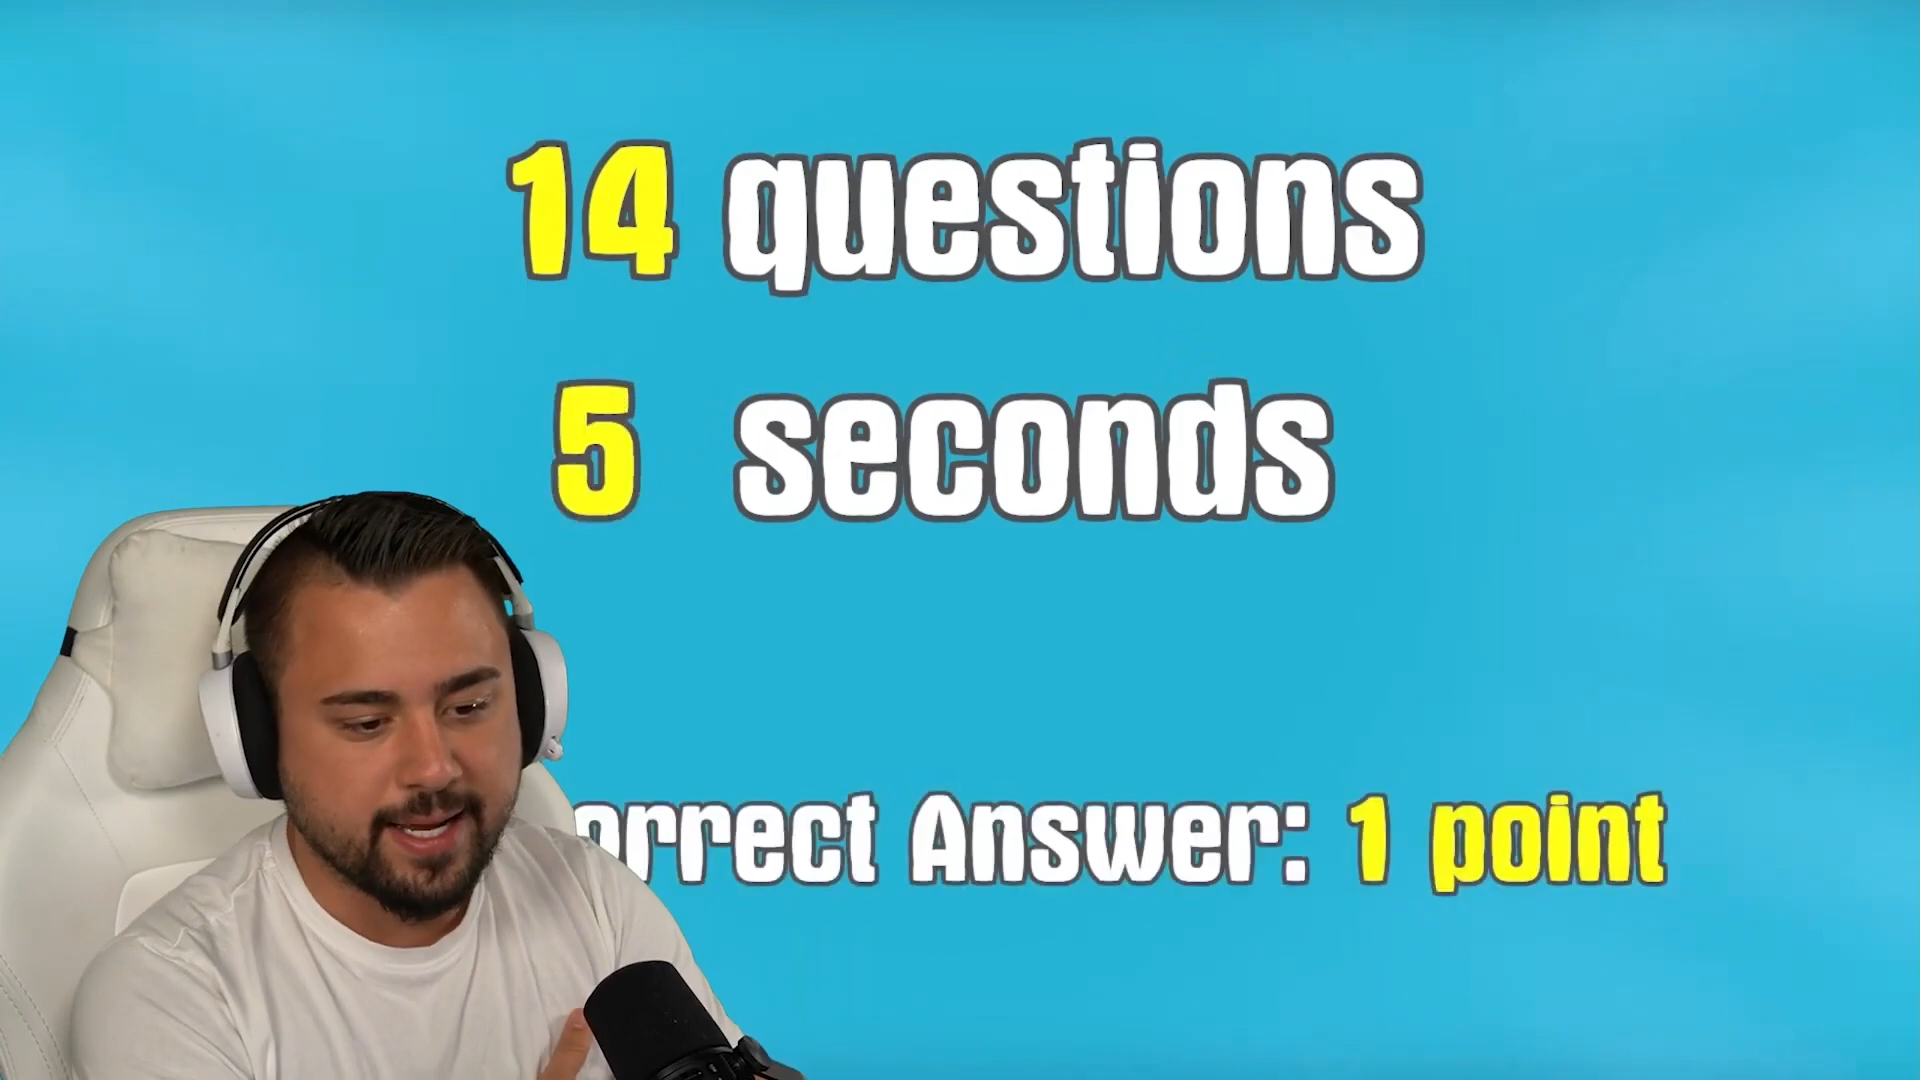 14 questions
5 seconds
orrect Answer: 1 point